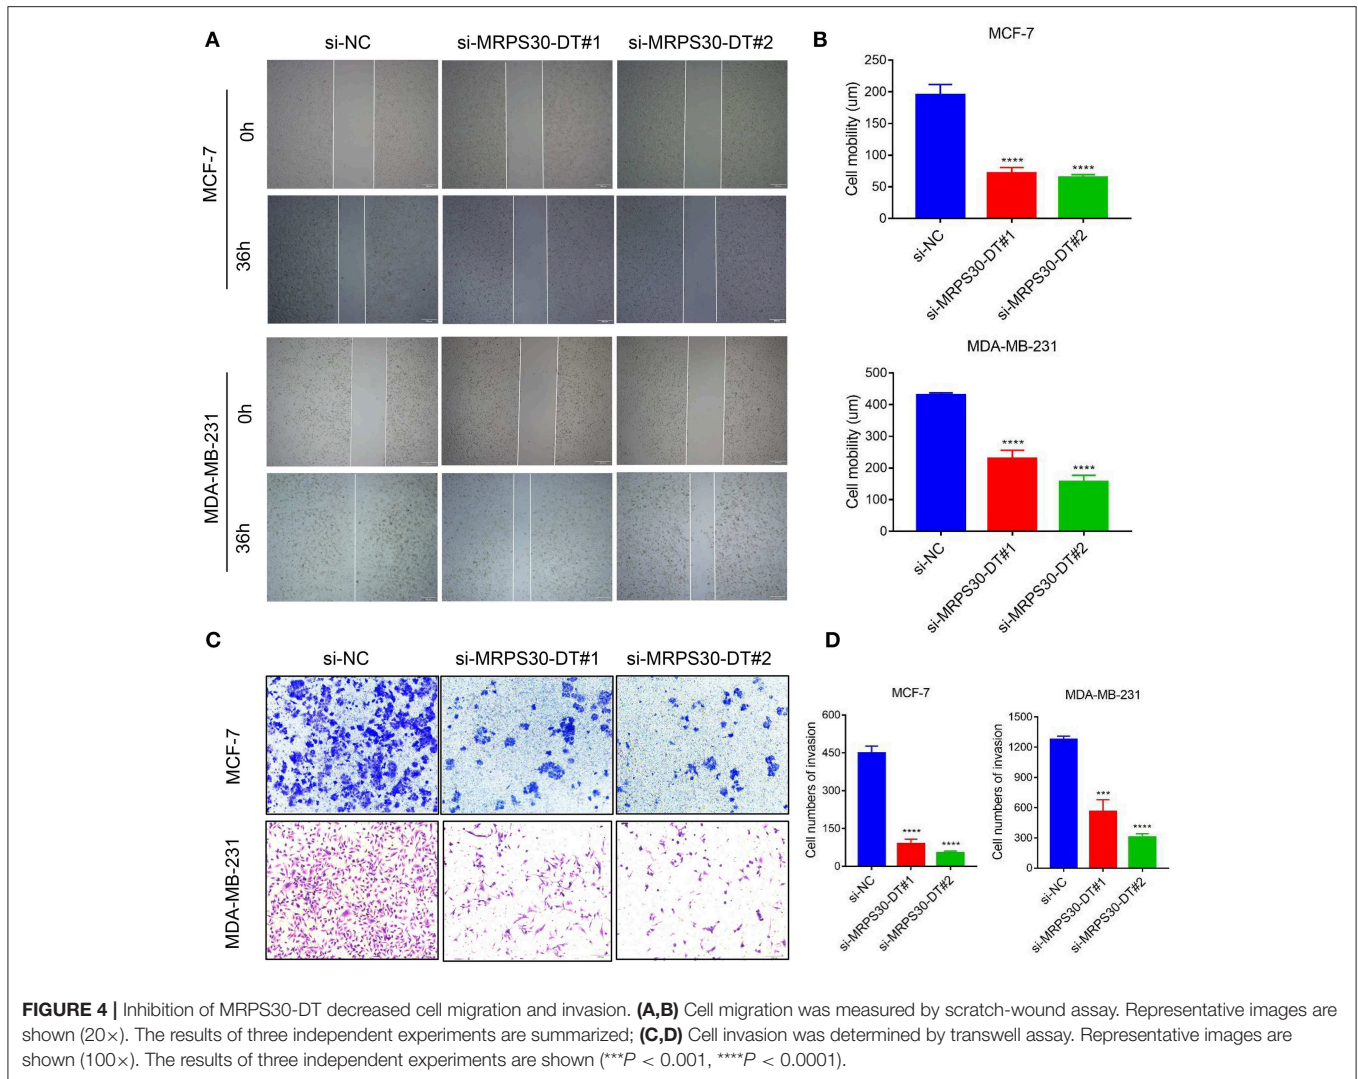 A
si-NC si-MRPS30-DT#1 si-MRPS30-DT#2
MCF-7
0h
36h
MDA-MB-231
0h
36h
B
MCF-7
Cell mobility (um)
250
200
150
100
50
0
**** ****
si-NC si-MRPS30-DT#1 si-MRPS30-DT#2
MDA-MB-231
Cell mobility (um)
500
400
300
200
100
0
**** ****
si-NC si-MRPS30-DT#1 si-MRPS30-DT#2
C
si-NC si-MRPS30-DT#1 si-MRPS30-DT#2
MCF-7
MDA-MB-231
D
MCF-7
Cell numbers of invasion
600
450
300
150
0
**** ****
si-NC si-MRPS30-DT#1 si-MRPS30-DT#2
MDA-MB-231
Cell numbers of invasion
1500
1200
900
600
300
0
*** ****
si-NC si-MRPS30-DT#1 si-MRPS30-DT#2
FIGURE 4 | Inhibition of MRPS30-DT decreased cell migration and invasion. (A,B) Cell migration was measured by scratch-wound assay. Representative images are
shown (20×). The results of three independent experiments are summarized; (C,D) Cell invasion was determined by transwell assay. Representative images are
shown (100×). The results of three independent experiments are shown (***P < 0.001, ****P < 0.0001).